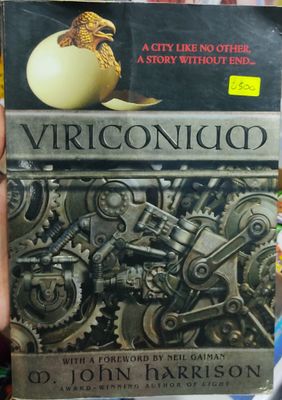 A CITY LIKE NO OTHER,
A STORY WITHOUT END...
VIRICONIUM
WITH A FOREWORD BY NEIL GAIMAN
M. JOHN HARRISON
AWARD-WINNING AUTHOR OF LIGHT